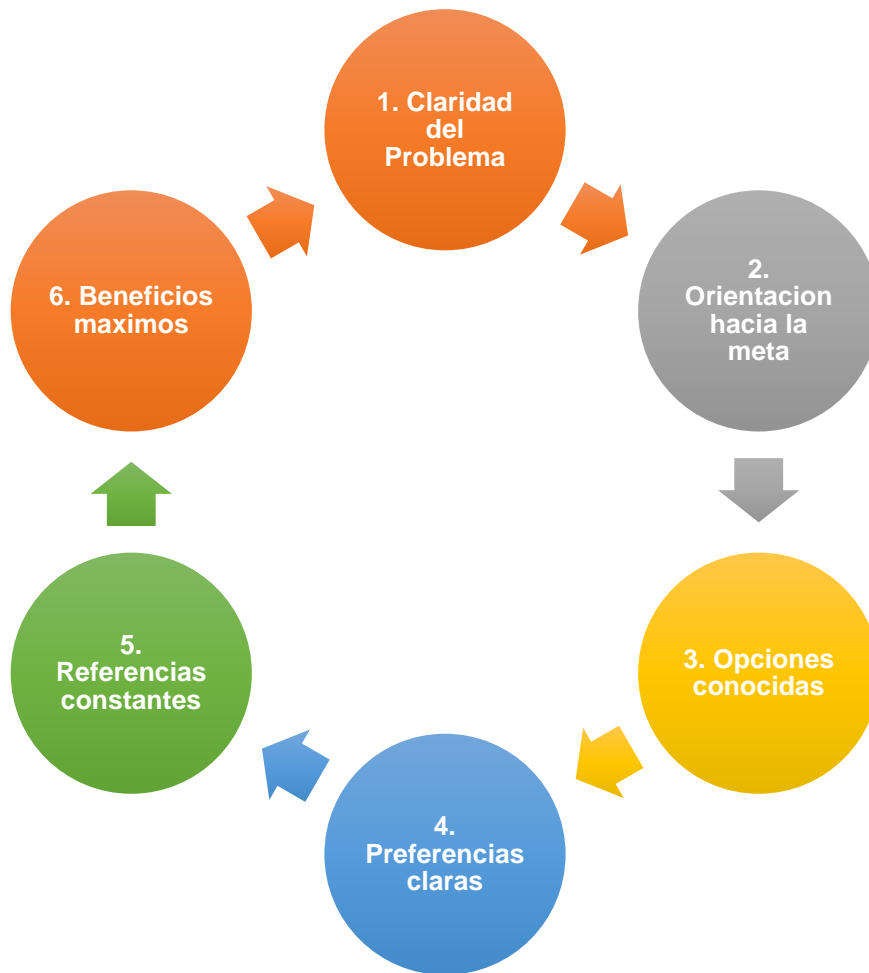 1. Claridad
del
Problema
2.
Orientacion
hacia la
meta
3. Opciones
conocidas
4.
Preferencias
claras
5.
Referencias
constantes
6. Beneficios
maximos